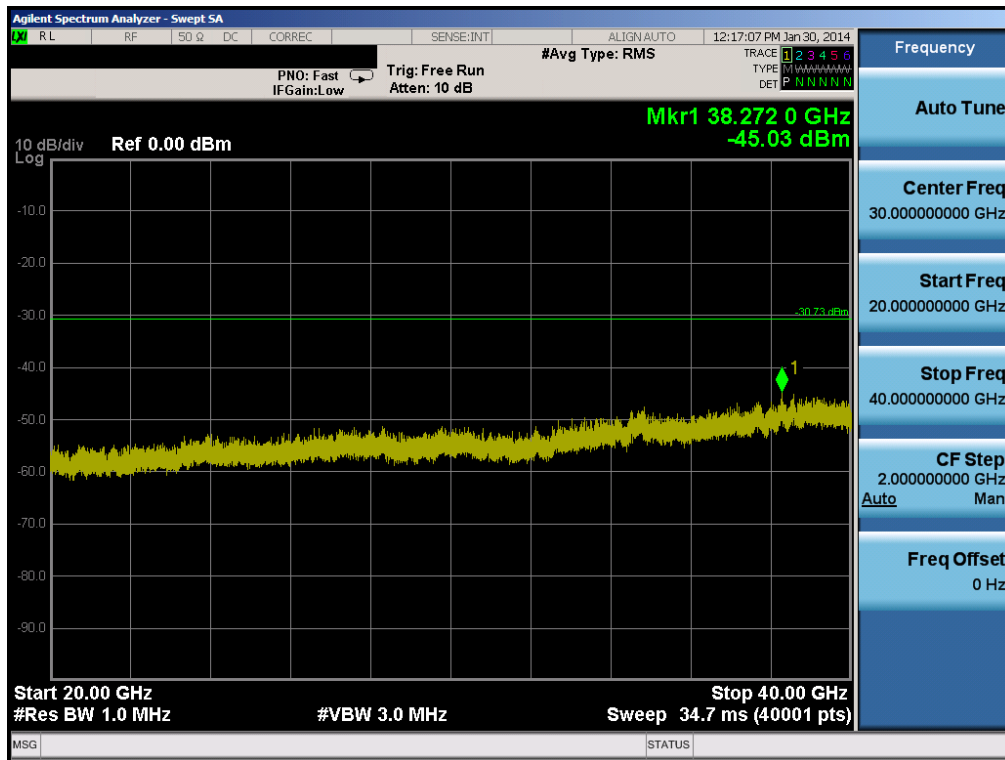 Agilent Spectrum Analyzer - Swept SA
LXI RL RF 50 Ω DC CORREC SENSE:INT ALIGN AUTO 12:17:07 PM Jan 30, 2014
PNO: Fast
IFGain:Low
Trig: Free Run
Atten: 10 dB
#Avg Type: RMS
TRACE 1 2 3 4 5 6
TYPE M WWWWW
DET P N N N N N
Mkr1 38.272 0 GHz
-45.03 dBm
10 dB/div
Log
Ref 0.00 dBm
-10.0
-20.0
-30.0
-30.73 dBm
-40.0
1
-50.0
-60.0
-70.0
-80.0
-90.0
Start 20.00 GHz
Stop 40.00 GHz
#Res BW 1.0 MHz
#VBW 3.0 MHz
Sweep 34.7 ms (40001 pts)
MSG
STATUS
Frequency
Auto Tune
Center Freq
30.000000000 GHz
Start Freq
20.000000000 GHz
Stop Freq
40.000000000 GHz
CF Step
2.000000000 GHz
Auto Man
Freq Offset
0 Hz